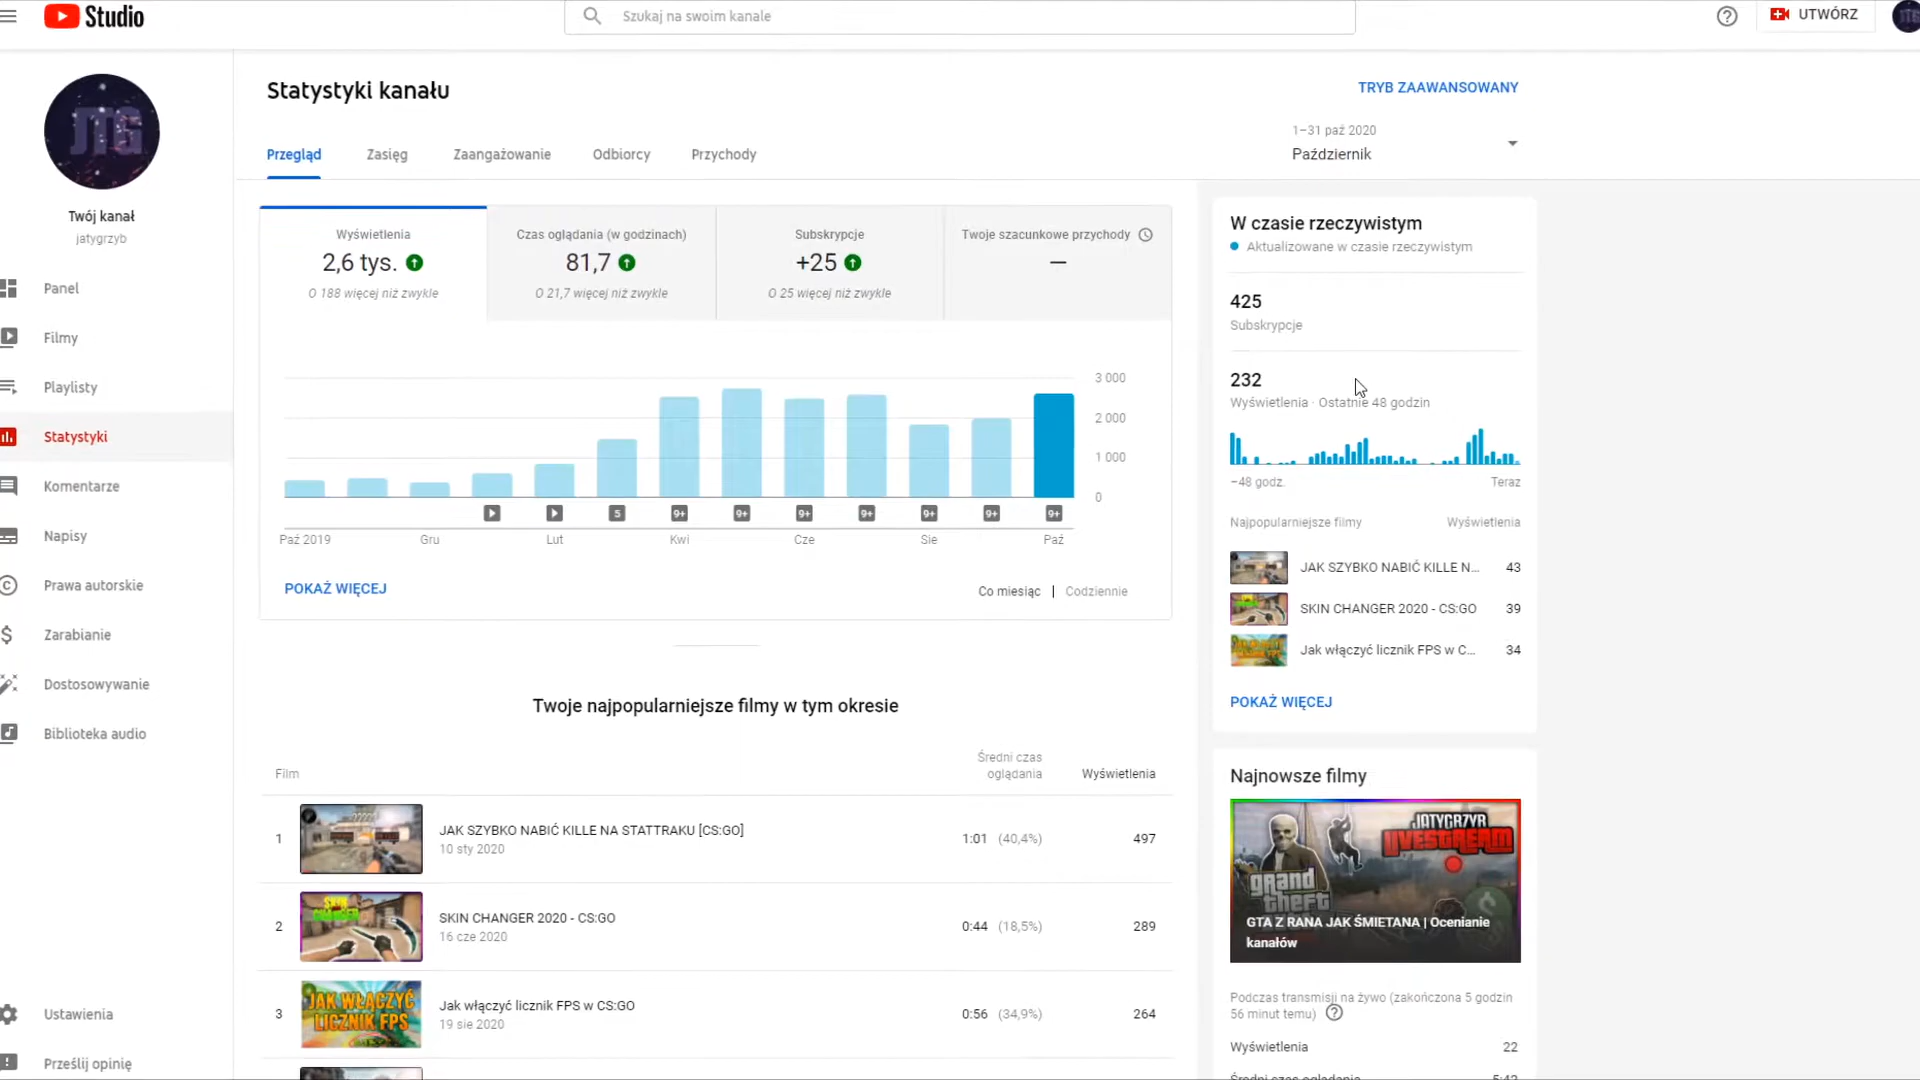 Studio
Szukaj na swoim kanale
UTWÓRZ
JTG
Twój kanał
jatygrzyb
Panel
Filmy
Playlisty
Statystyki
Komentarze
Napisy
Prawa autorskie
Zarabianie
Dostosowywanie
Biblioteka audio
Ustawienia
Prześlij opinię
Statystyki kanału
TRYB ZAAWANSOWANY
Przegląd Zasięg Zaangażowanie Odbiorcy Przychody
1–31 paź 2020
Październik
Wyświetlenia
2,6 tys.
O 188 więcej niż zwykle
Czas oglądania (w godzinach)
81,7
O 21,7 więcej niż zwykle
Subskrypcje
+25
O 25 więcej niż zwykle
Twoje szacunkowe przychody
—
3 000
2 000
1 000
0
5 9+ 9+ 9+ 9+ 9+ 9+ 9+
Paź 2019 Gru Lut Kwi Cze Sie Paź
POKAŻ WIĘCEJ
Co miesiąc | Codziennie
Twoje najpopularniejsze filmy w tym okresie
Film
Średni czas
oglądania
Wyświetlenia
1 JAK SZYBKO NABIĆ KILLE NA STATTRAKU [CS:GO] 1:01 (40,4%) 497
10 sty 2020
SKIN
CHANGER
2 SKIN CHANGER 2020 - CS:GO 0:44 (18,5%) 289
16 cze 2020
JAK WŁĄCZYĆ
LICZNIK FPS
3 Jak włączyć licznik FPS w CS:GO 0:56 (34,9%) 264
19 sie 2020
W czasie rzeczywistym
Aktualizowane w czasie rzeczywistym
425
Subskrypcje
232
Wyświetlenia · Ostatnie 48 godzin
–48 godz. Teraz
Najpopularniejsze filmy Wyświetlenia
JAK SZYBKO NABIĆ KILLE N... 43
SKIN CHANGER 2020 - CS:GO 39
Jak włączyć licznik FPS w C... 34
POKAŻ WIĘCEJ
Najnowsze filmy
JATYGRZYB
LIVESTREAM
grand
theft
GTA Z RANA JAK ŚMIETANA | Ocenianie
kanałów
Podczas transmisji na żywo (zakończona 5 godzin
56 minut temu)
Wyświetlenia 22
Średni czas oglądania 5:42